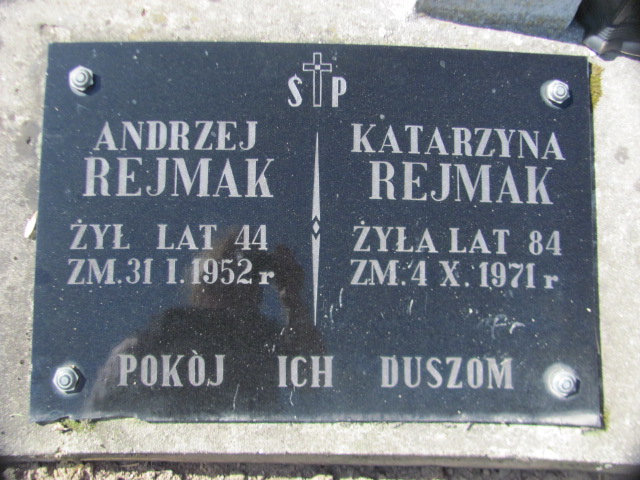 Ś P
ANDRZEJ
REJMAK
ŻYŁ LAT 44
ZM. 31 I. 1952 r
KATARZYNA
REJMAK
ŻYŁA LAT 84
ZM. 4 X. 1971 r
POKÒJ ICH DUSZOM